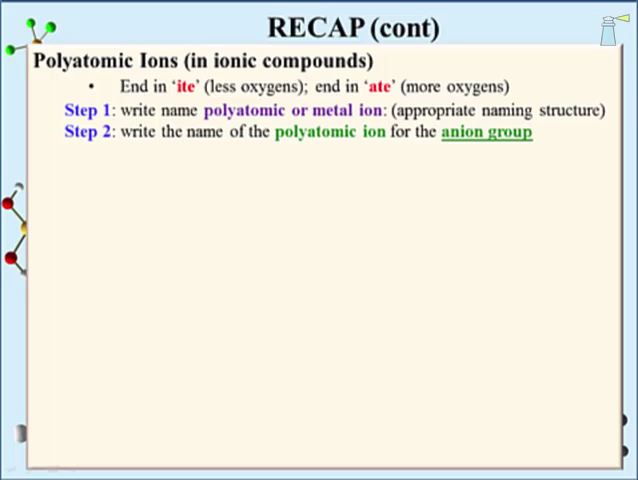 RECAP (cont)
Polyatomic Ions (in ionic compounds)
• End in ‘ite’ (less oxygens); end in ‘ate’ (more oxygens)
Step 1: write name polyatomic or metal ion: (appropriate naming structure)
Step 2: write the name of the polyatomic ion for the anion group